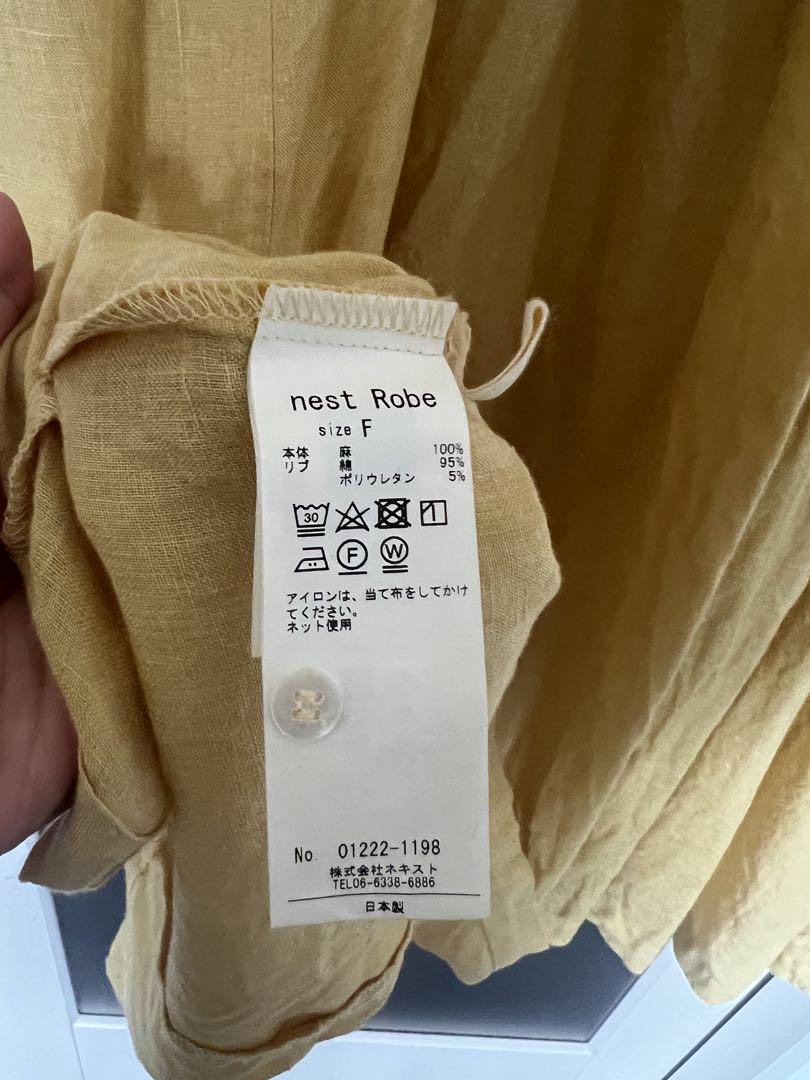 nest Robe
size F
本体 麻 100%
リブ 綿 95%
ポリウレタン 5%
30
F W
アイロンは、当て布をしてかけ
てください。
ネット使用
No. 01222-1198
株式会社ネキスト
TEL06-6338-6886
日本製